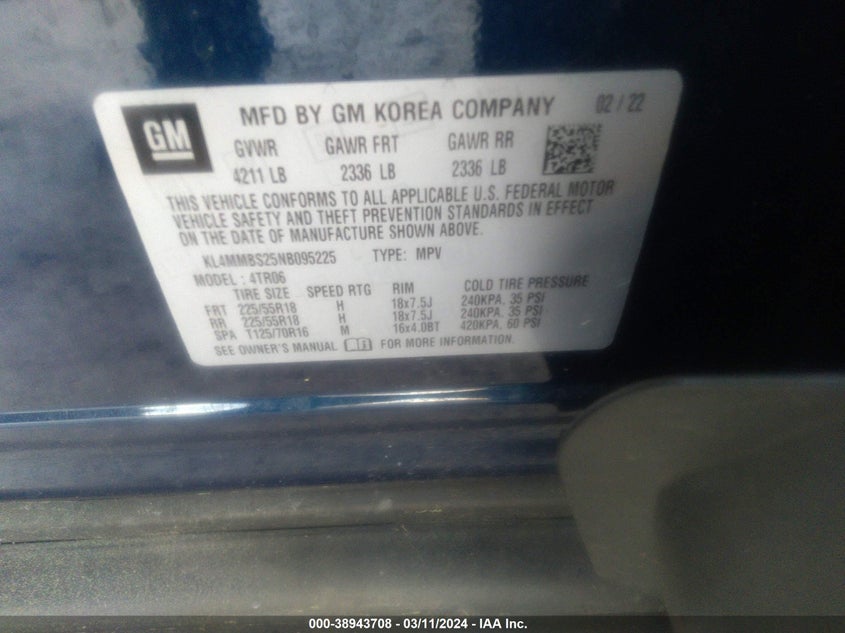 GM
MFD BY GM KOREA COMPANY 02 / 22
GVWR GAWR FRT GAWR RR
4211 LB 2336 LB 2336 LB
THIS VEHICLE CONFORMS TO ALL APPLICABLE U.S. FEDERAL MOTOR
VEHICLE SAFETY AND THEFT PREVENTION STANDARDS IN EFFECT
ON THE DATE OF MANUFACTURE SHOWN ABOVE.
KL4MMBS25NB095225 TYPE: MPV
MODEL: 4TR06
TIRE SIZE SPEED RTG RIM COLD TIRE PRESSURE
FRT 225/55R18 H 18x7.5J 240KPA. 35 PSI
RR 225/55R18 H 18x7.5J 240KPA. 35 PSI
SPA T125/70R16 M 16x4.0BT 420KPA. 60 PSI
SEE OWNER'S MANUAL FOR MORE INFORMATION.
000-38943708 - 03/11/2024 - IAA Inc.